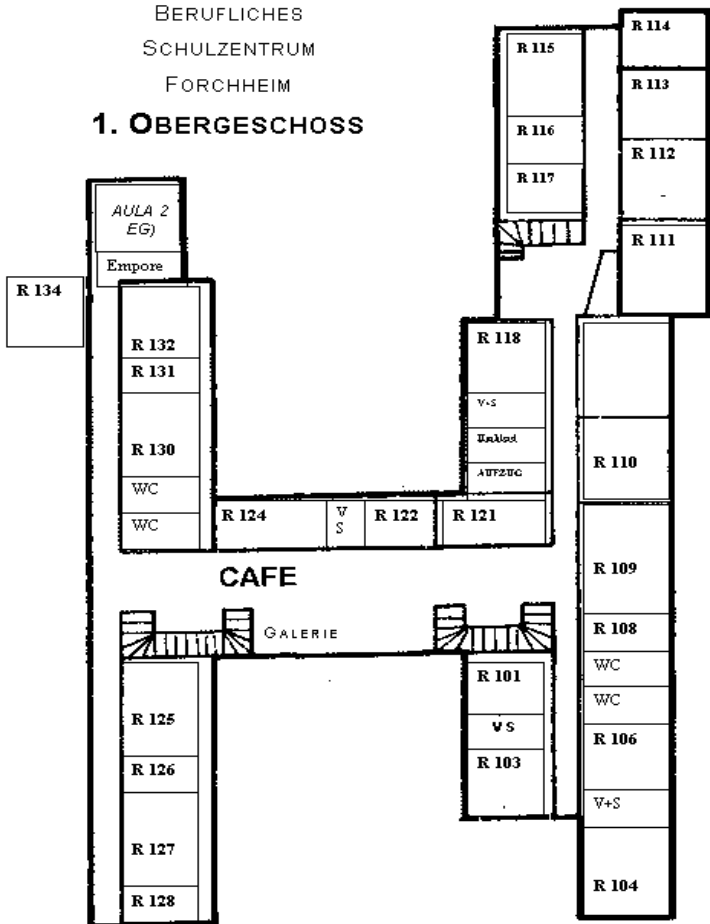 BERUFLICHES
SCHULZENTRUM
FORCHHEIM
1. OBERGESCHOSS
R 115
R 114
R 113
R 116
R 112
R 117
R 111
AULA 2
EG)
Empore
R 134
R 132
R 131
R 130
WC
WC
R 118
V+S
AUFZUG
R 110
R 124
V
S
R 122
R 121
CAFE
GALERIE
R 109
R 108
WC
WC
R 106
V+S
R 104
R 101
V S
R 103
R 125
R 126
R 127
R 128